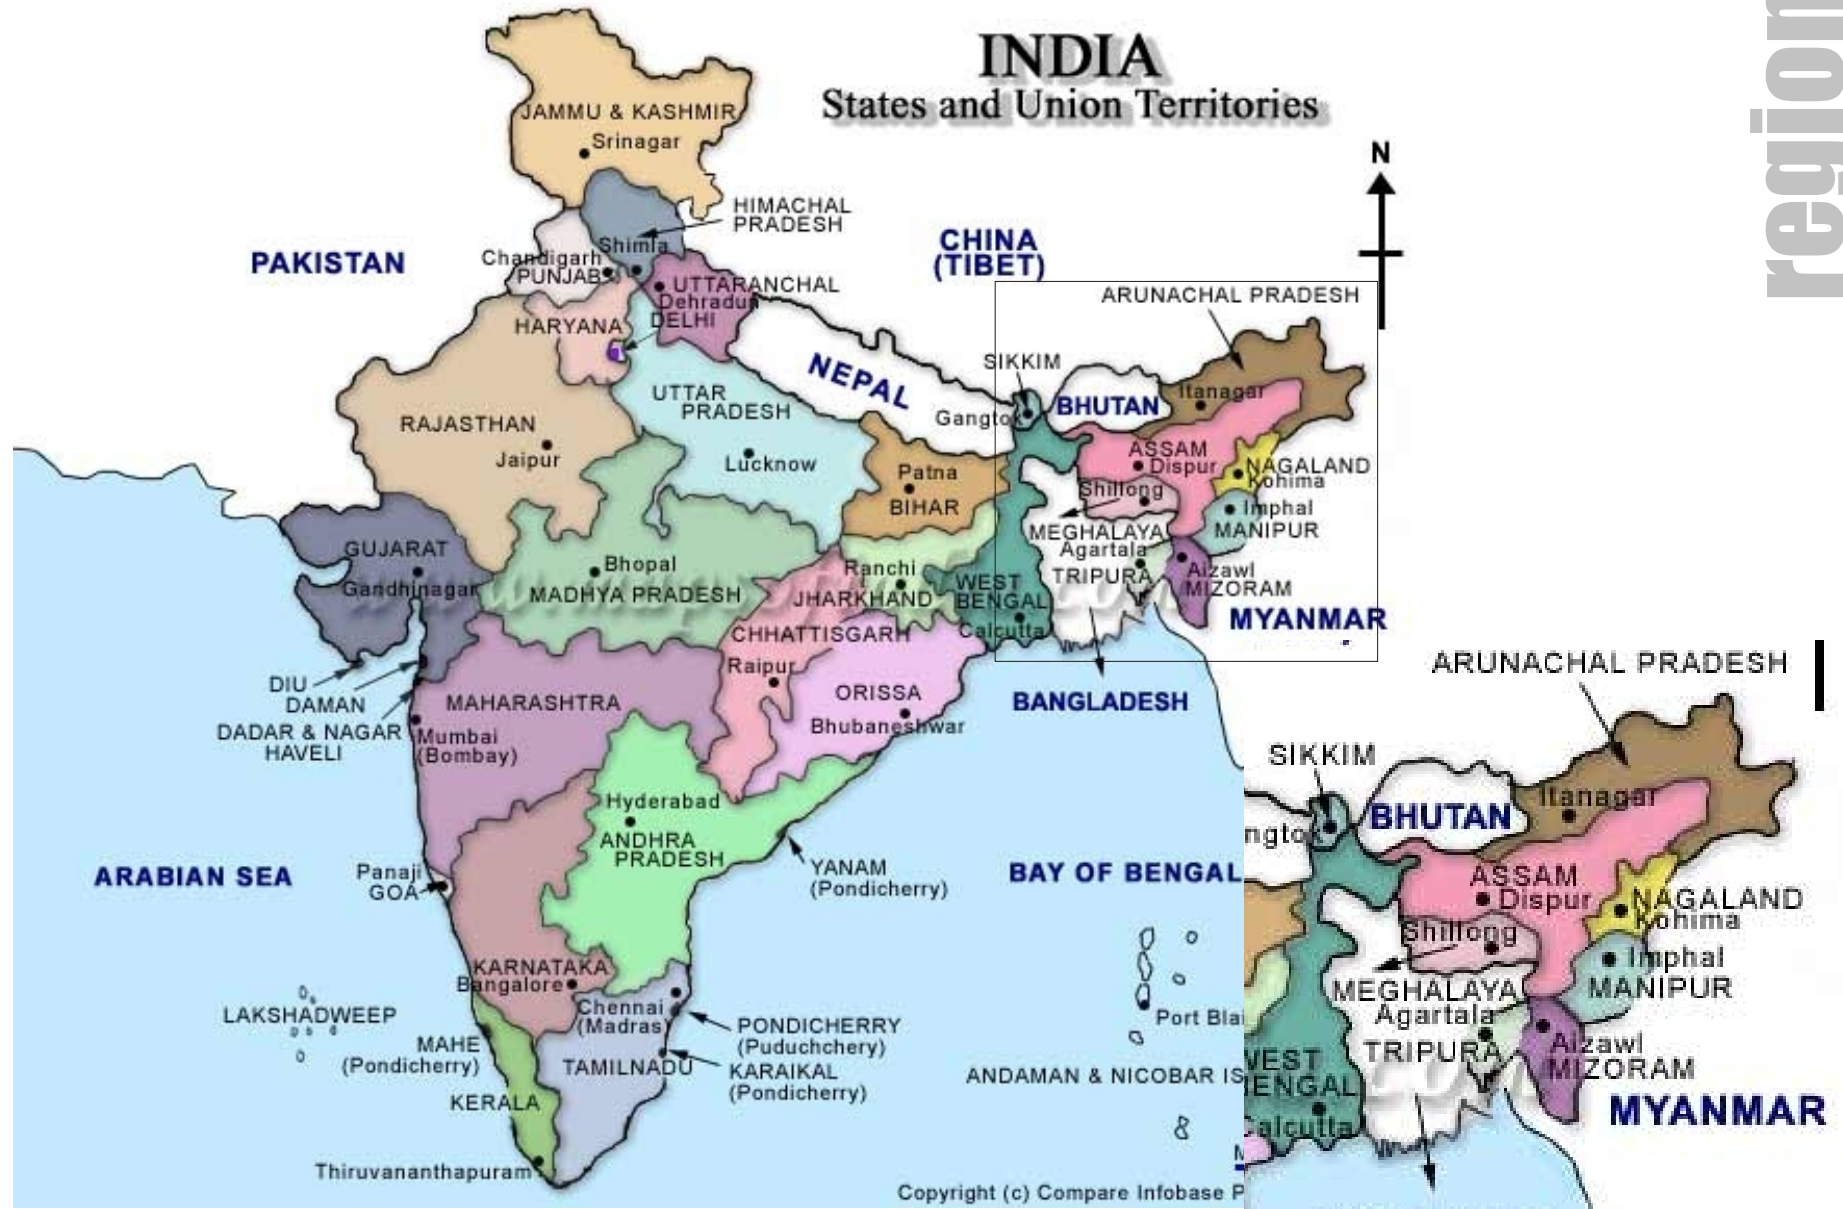 INDIA
States and Union Territories
region
JAMMU & KASHMIR
Srinagar
N
HIMACHAL
PRADESH
Shimla
PAKISTAN
CHINA
(TIBET)
Chandigarh
PUNJAB
UTTARANCHAL
Dehradun
DELHI
HARYANA
ARUNACHAL PRADESH
NEPAL
SIKKIM
Gangtok
BHUTAN
Itanagar
UTTAR
PRADESH
Lucknow
RAJASTHAN
Jaipur
Patna
BIHAR
ASSAM
Dispur
NAGALAND
Kohima
Shillong
Imphal
MANIPUR
MEGHALAYA
Agartala
TRIPURA
Aizawl
MIZORAM
MYANMAR
GUJARAT
Gandhinagar
Bhopal
MADHYA PRADESH
Ranchi
JHARKHAND
WEST
BENGAL
Calcutta
CHHATTISGARH
Raipur
ORISSA
Bhubaneshwar
BANGLADESH
DIU
DAMAN
DADAR & NAGAR
HAVELI
MAHARASHTRA
Mumbai
(Bombay)
Hyderabad
ANDHRA
PRADESH
YANAM
(Pondicherry)
ARABIAN SEA
BAY OF BENGAL
Panaji
GOA
KARNATAKA
Bangalore
Chennai
(Madras)
LAKSHADWEEP
PONDICHERRY
(Puduchchery)
MAHE
(Pondicherry)
TAMILNADU
KARAIKAL
(Pondicherry)
KERALA
Thiruvananthapuram
Port Blai
ANDAMAN & NICOBAR IS
Copyright (c) Compare Infobase P
ARUNACHAL PRADESH
SIKKIM
ngtok
BHUTAN
Itanagar
ASSAM
Dispur
NAGALAND
Kohima
Shillong
Imphal
MANIPUR
MEGHALAYA
Agartala
TRIPURA
Aizawl
MIZORAM
WEST
BENGAL
Calcutta
MYANMAR